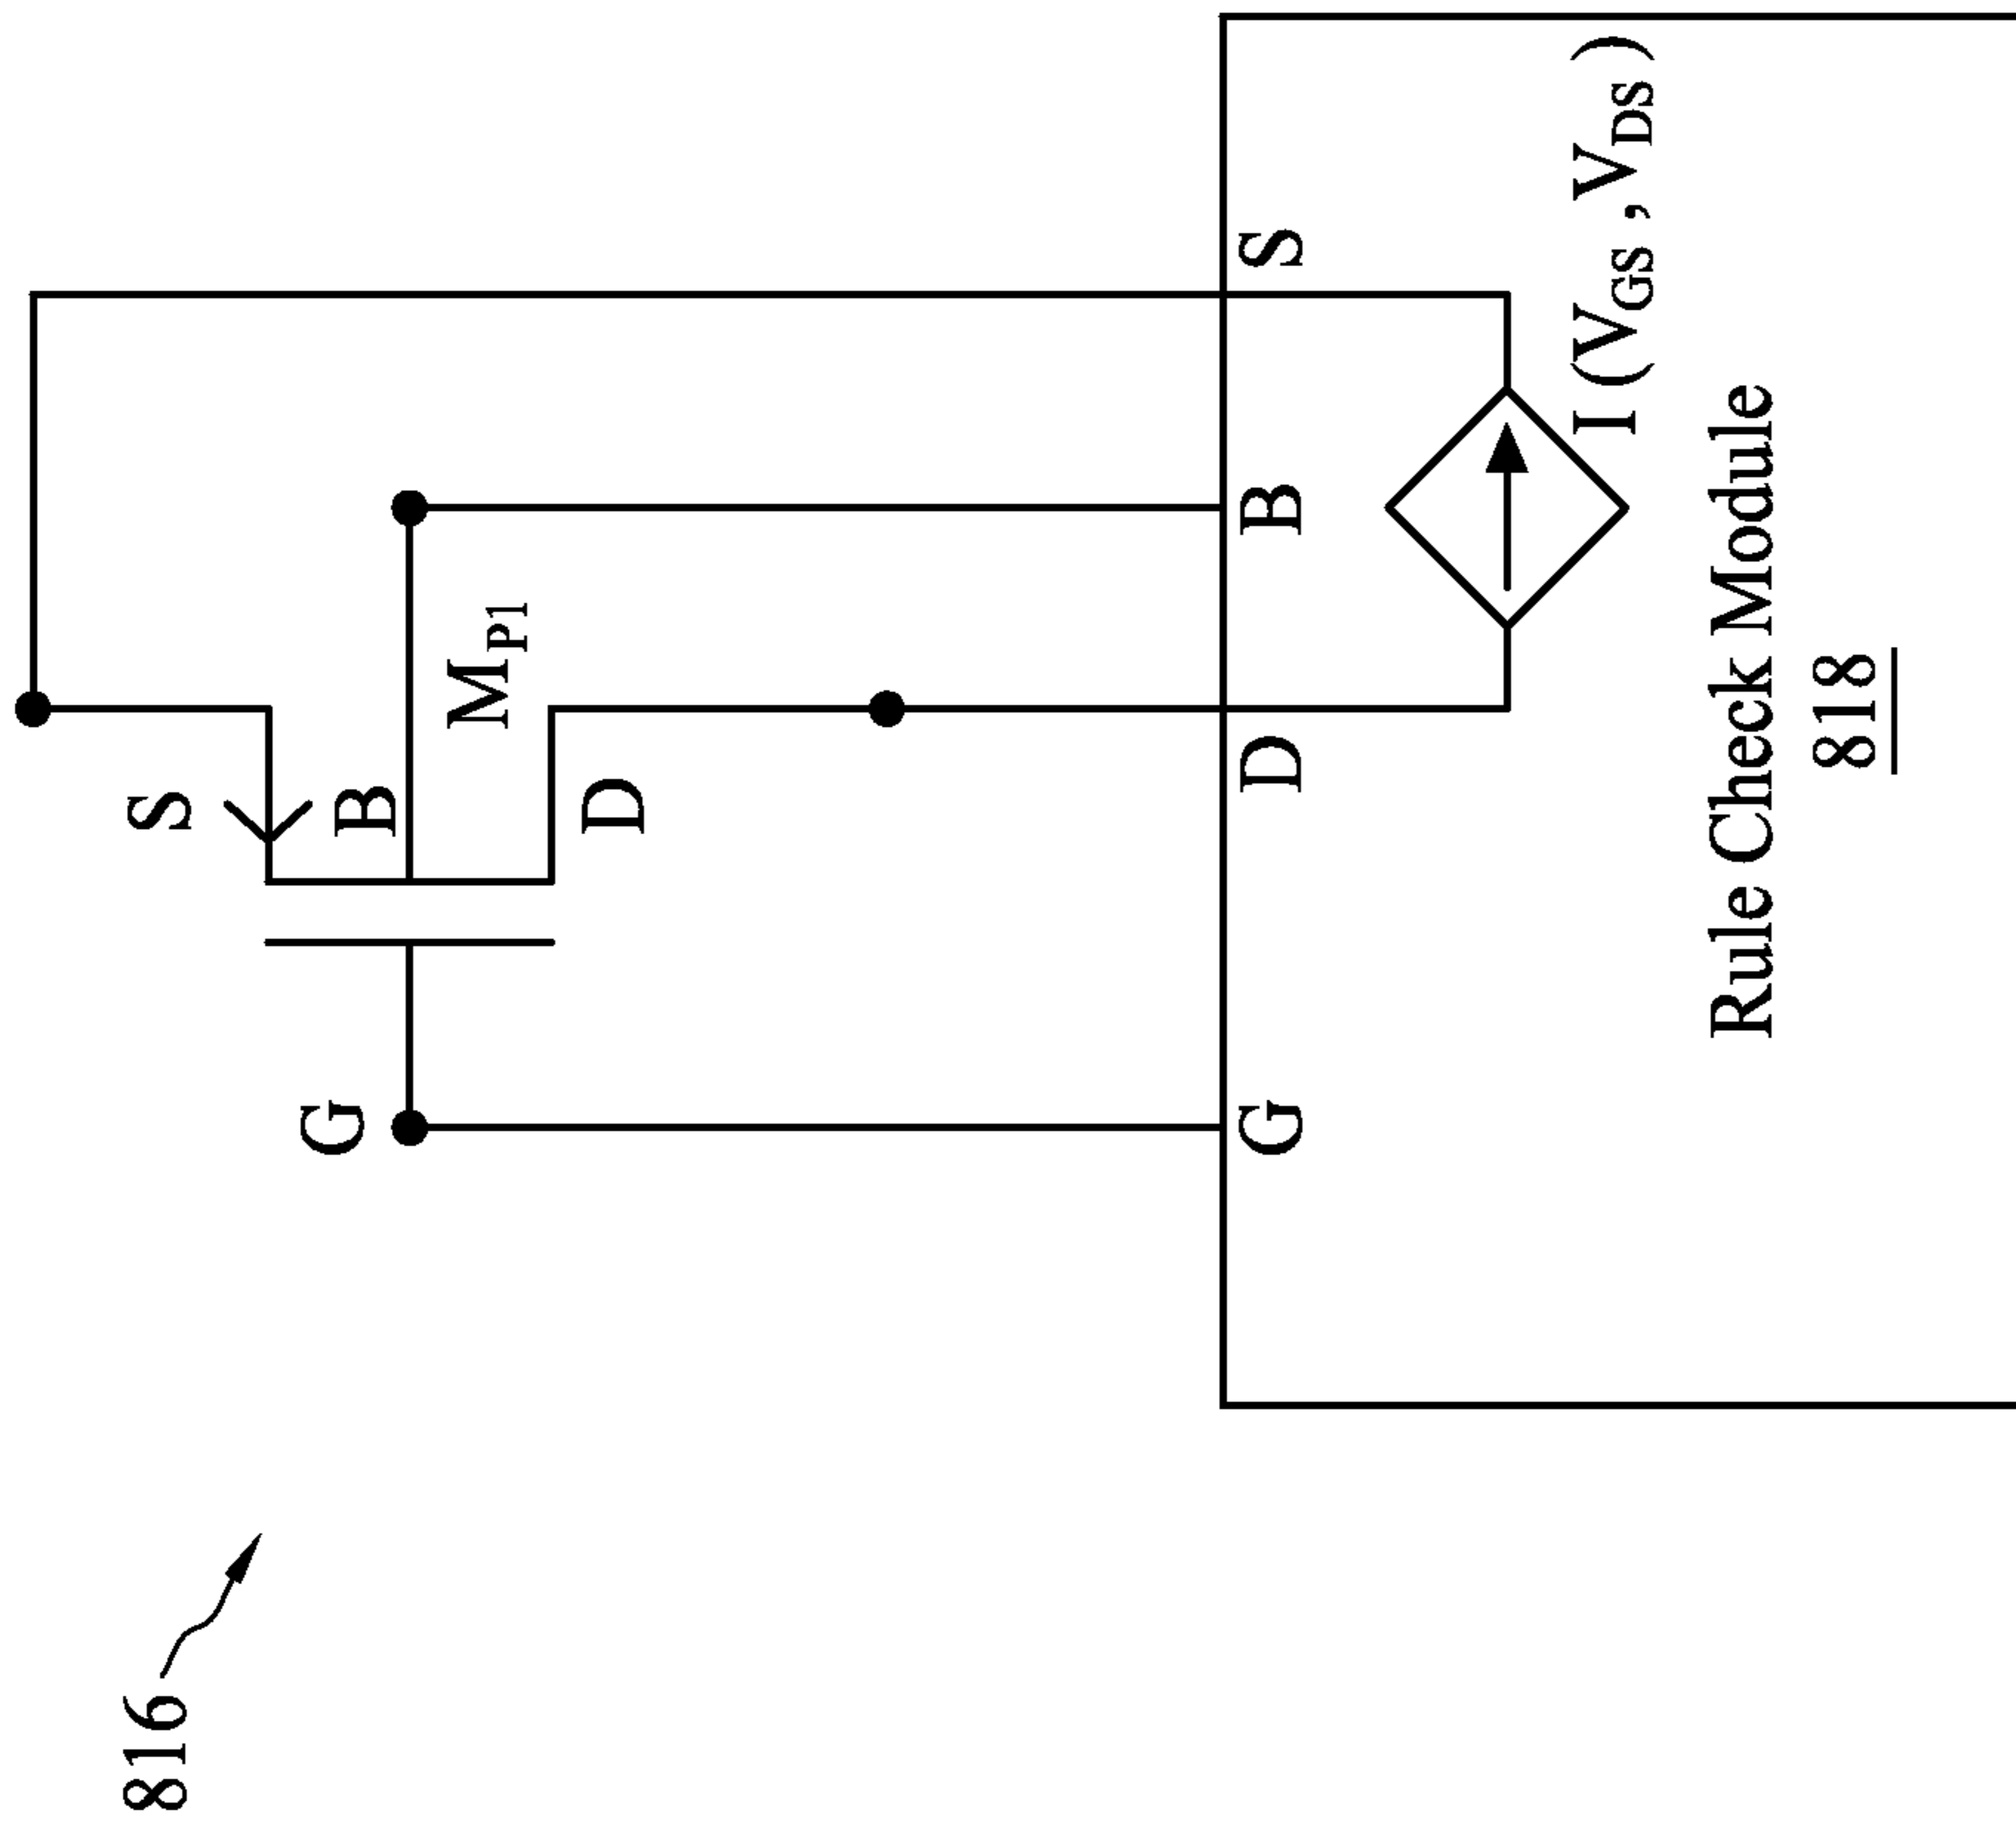 816
S
G
B
D
M_P1
G
D
B
S
I (V_GS , V_DS )
Rule Check Module
818